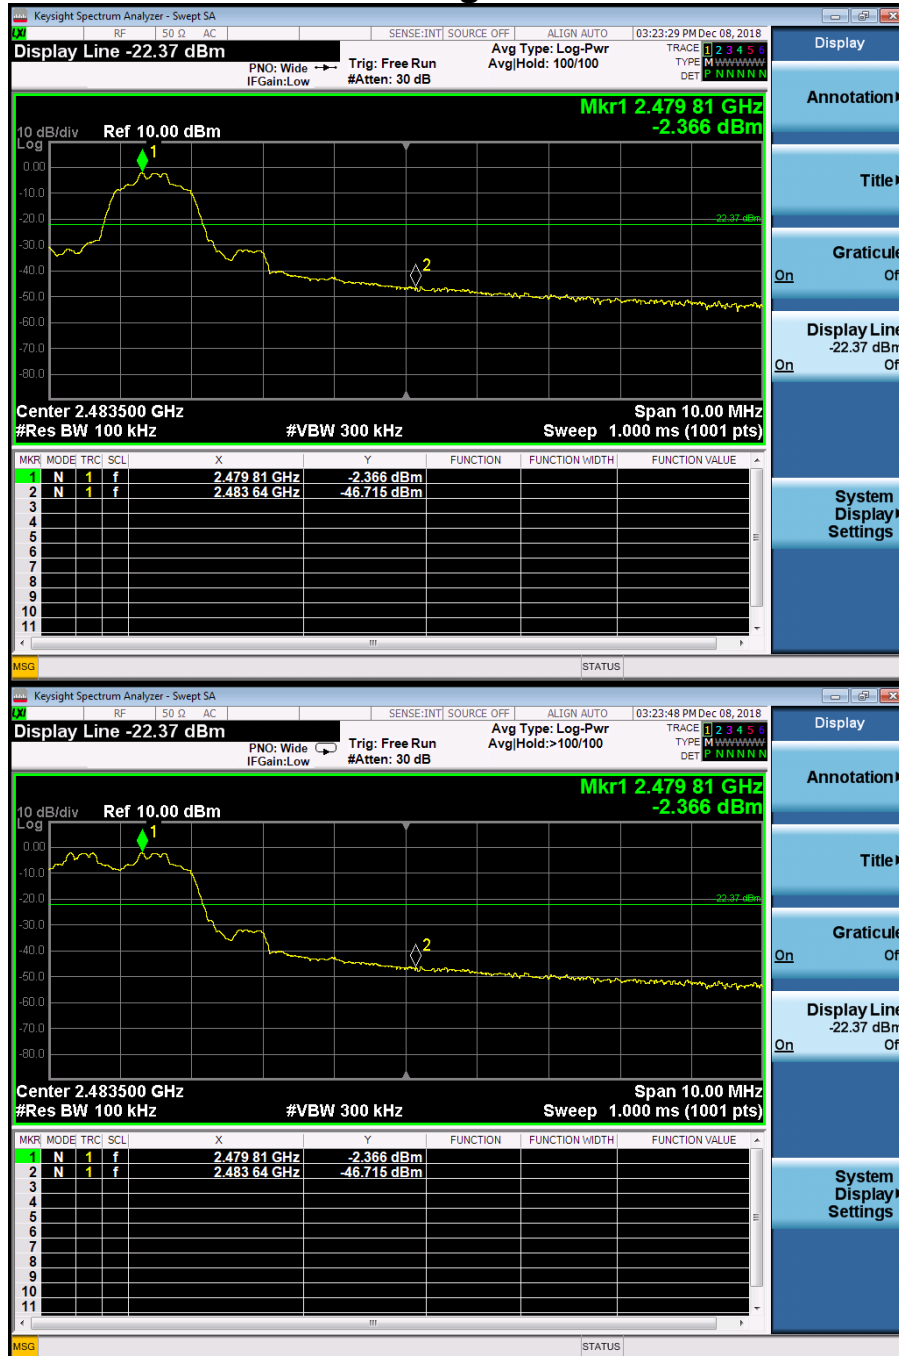 Keysight Spectrum Analyzer - Swept SA
LXI RF 50 Ω AC SENSE:INT SOURCE OFF ALIGN AUTO 03:23:29 PM Dec 08, 2018
Display Line -22.37 dBm
PNO: Wide
IFGain:Low
Trig: Free Run
#Atten: 30 dB
Avg Type: Log-Pwr
Avg|Hold: 100/100
TRACE 1 2 3 4 5 6
TYPE M WWWWW
DET P N N N N N
Mkr1 2.479 81 GHz
-2.366 dBm
10 dB/div Ref 10.00 dBm
Log
1
0.00
-10.0
-20.0
-22.37 dBm
-30.0
-40.0
2
-50.0
-60.0
-70.0
-80.0
Center 2.483500 GHz Span 10.00 MHz
#Res BW 100 kHz #VBW 300 kHz Sweep 1.000 ms (1001 pts)
MKR MODE TRC SCL X Y FUNCTION FUNCTION WIDTH FUNCTION VALUE
1 N 1 f 2.479 81 GHz -2.366 dBm
2 N 1 f 2.483 64 GHz -46.715 dBm
3
4
5
6
7
8
9
10
11
MSG STATUS
Display
Annotation
Title
Graticule
On Of
Display Line
-22.37 dBm
On Of
System
Display
Settings
Keysight Spectrum Analyzer - Swept SA
LXI RF 50 Ω AC SENSE:INT SOURCE OFF ALIGN AUTO 03:23:48 PM Dec 08, 2018
Display Line -22.37 dBm
PNO: Wide
IFGain:Low
Trig: Free Run
#Atten: 30 dB
Avg Type: Log-Pwr
Avg|Hold:>100/100
TRACE 1 2 3 4 5 6
TYPE M WWWWW
DET P N N N N N
Mkr1 2.479 81 GHz
-2.366 dBm
10 dB/div Ref 10.00 dBm
Log
1
0.00
-10.0
-20.0
-22.37 dBm
-30.0
-40.0
2
-50.0
-60.0
-70.0
-80.0
Center 2.483500 GHz Span 10.00 MHz
#Res BW 100 kHz #VBW 300 kHz Sweep 1.000 ms (1001 pts)
MKR MODE TRC SCL X Y FUNCTION FUNCTION WIDTH FUNCTION VALUE
1 N 1 f 2.479 81 GHz -2.366 dBm
2 N 1 f 2.483 64 GHz -46.715 dBm
3
4
5
6
7
8
9
10
11
MSG STATUS
Display
Annotation
Title
Graticule
On Of
Display Line
-22.37 dBm
On Of
System
Display
Settings